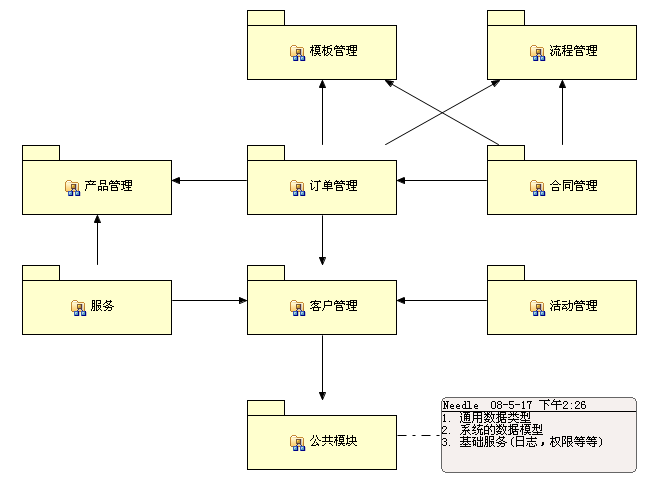 模板管理
流程管理
产品管理
订单管理
合同管理
服务
客户管理
活动管理
公共模块
Needle 08-5-17 下午2:26
1. 通用数据类型
2. 系统的数据模型
3. 基础服务(日志，权限等等)